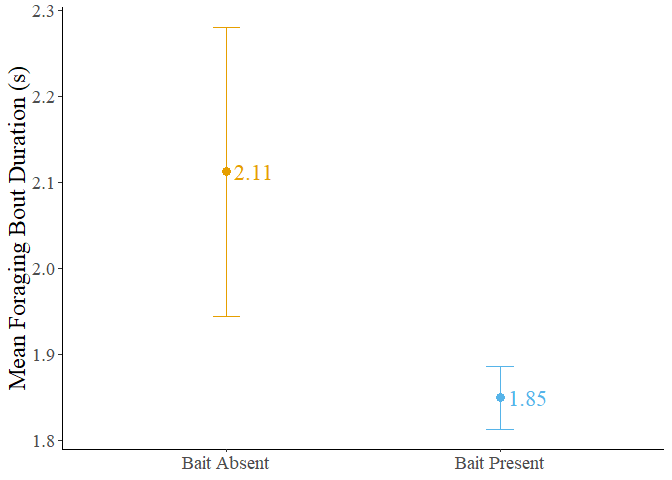 Mean Foraging Bout Duration (s)
2.3
2.2
2.1
2.0
1.9
1.8
2.11
1.85
Bait Absent
Bait Present